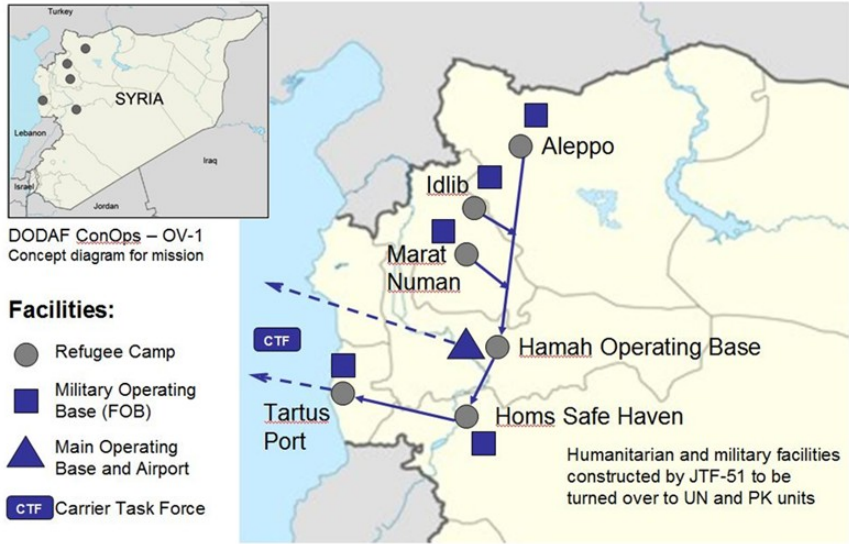 Turkey
SYRIA
Lebanon
Iraq
Israel
Jordan
DODAF ConOps – OV-1
Concept diagram for mission
Facilities:
Refugee Camp
Military Operating
Base (FOB)
Main Operating
Base and Airport
CTF
Carrier Task Force
Aleppo
Idlib
Marat
Numan
CTF
Hamah Operating Base
Tartus
Port
Homs Safe Haven
Humanitarian and military facilities
constructed by JTF-51 to be
turned over to UN and PK units